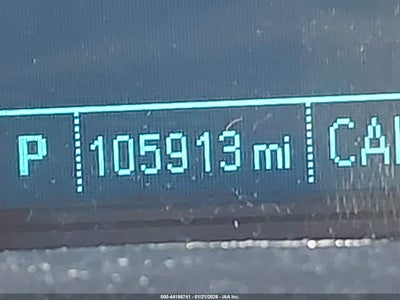 P 105913 mi
000-44198741 - 01/21/2026 - IAA Inc.